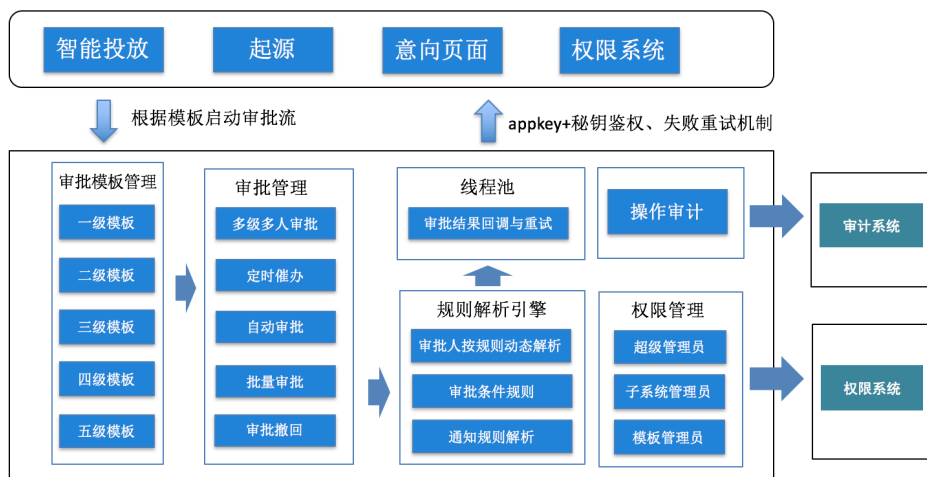 智能投放
起源
意向页面
权限系统
根据模板启动审批流
appkey+秘钥鉴权、失败重试机制
审批模板管理
一级模板
二级模板
三级模板
四级模板
五级模板
审批管理
多级多人审批
定时催办
自动审批
批量审批
审批撤回
线程池
审批结果回调与重试
规则解析引擎
审批人按规则动态解析
审批条件规则
通知规则解析
操作审计
权限管理
超级管理员
子系统管理员
模板管理员
审计系统
权限系统